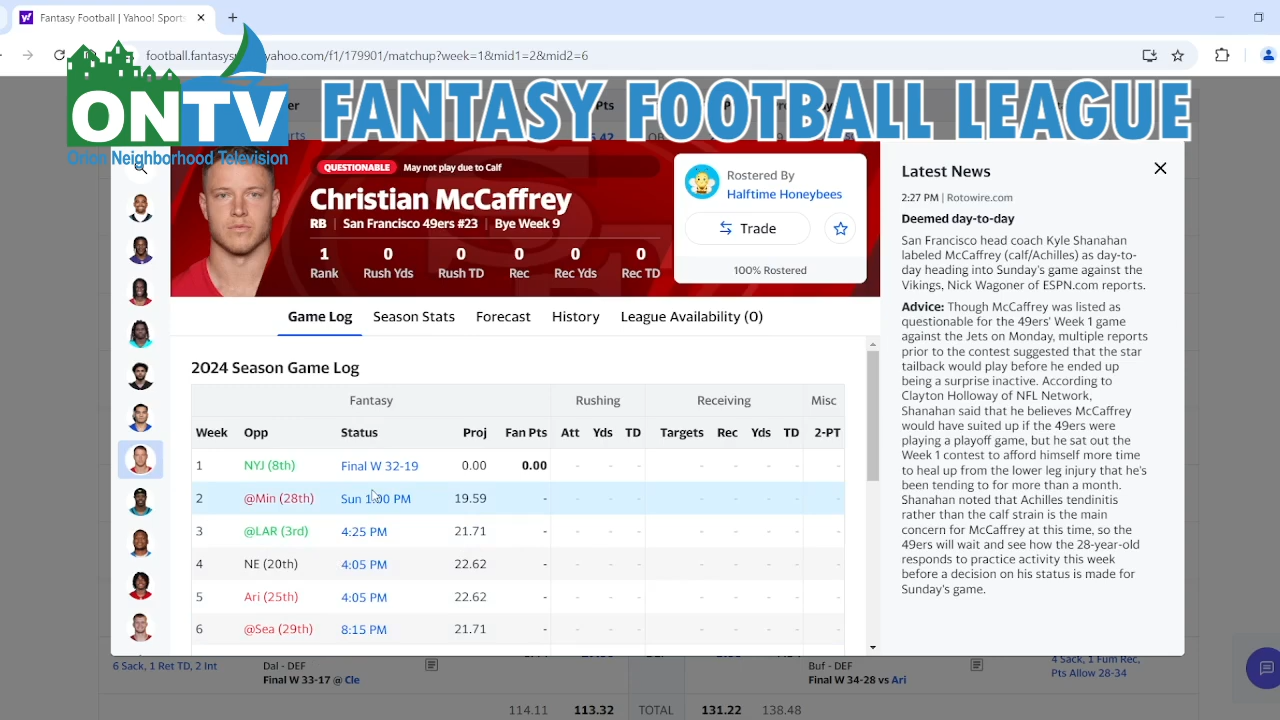 Fantasy Football | Yahoo! Sports
football.fantasysp yahoo.com/f1/179901/matchup?week=1&mid1=2&mid2=6
ONTV
Orion Neighborhood Television
FANTASY FOOTBALL LEAGUE
QUESTIONABLE May not play due to Calf
Christian McCaffrey
RB | San Francisco 49ers #23 | Bye Week 9
1 0 0 0 0 0
Rank Rush Yds Rush TD Rec Rec Yds Rec TD
Rostered By
Halftime Honeybees
Trade
100% Rostered
Game Log Season Stats Forecast History League Availability (0)
2024 Season Game Log
Fantasy Rushing Receiving Misc
Week Opp Status Proj Fan Pts Att Yds TD Targets Rec Yds TD 2-PT
1 NYJ (8th) Final W 32-19 0.00 0.00 - - - - - - - -
2 @Min (28th) Sun 1:00 PM 19.59 - - - - - - - - -
3 @LAR (3rd) 4:25 PM 21.71 - - - - - - - - -
4 NE (20th) 4:05 PM 22.62 - - - - - - - - -
5 Ari (25th) 4:05 PM 22.62 - - - - - - - - -
6 @Sea (29th) 8:15 PM 21.71 - - - - - - - - -
Latest News
2:27 PM | Rotowire.com
Deemed day-to-day
San Francisco head coach Kyle Shanahan
labeled McCaffrey (calf/Achilles) as day-to-
day heading into Sunday's game against the
Vikings, Nick Wagoner of ESPN.com reports.
Advice: Though McCaffrey was listed as
questionable for the 49ers' Week 1 game
against the Jets on Monday, multiple reports
prior to the contest suggested that the star
tailback would play before he ended up
being a surprise inactive. According to
Clayton Holloway of NFL Network,
Shanahan said that he believes McCaffrey
would have suited up if the 49ers were
playing a playoff game, but he sat out the
Week 1 contest to afford himself more time
to heal up from the lower leg injury that he's
been tending to for more than a month.
Shanahan noted that Achilles tendinitis
rather than the calf strain is the main
concern for McCaffrey at this time, so the
49ers will wait and see how the 28-year-old
responds to practice activity this week
before a decision on his status is made for
Sunday's game.
6 Sack, 1 Ret TD, 2 Int
Dal - DEF
Final W 33-17 @ Cle
Buf - DEF
Final W 34-28 vs Ari
4 Sack, 1 Fum Rec,
Pts Allow 28-34
114.11 113.32 TOTAL 131.22 138.48